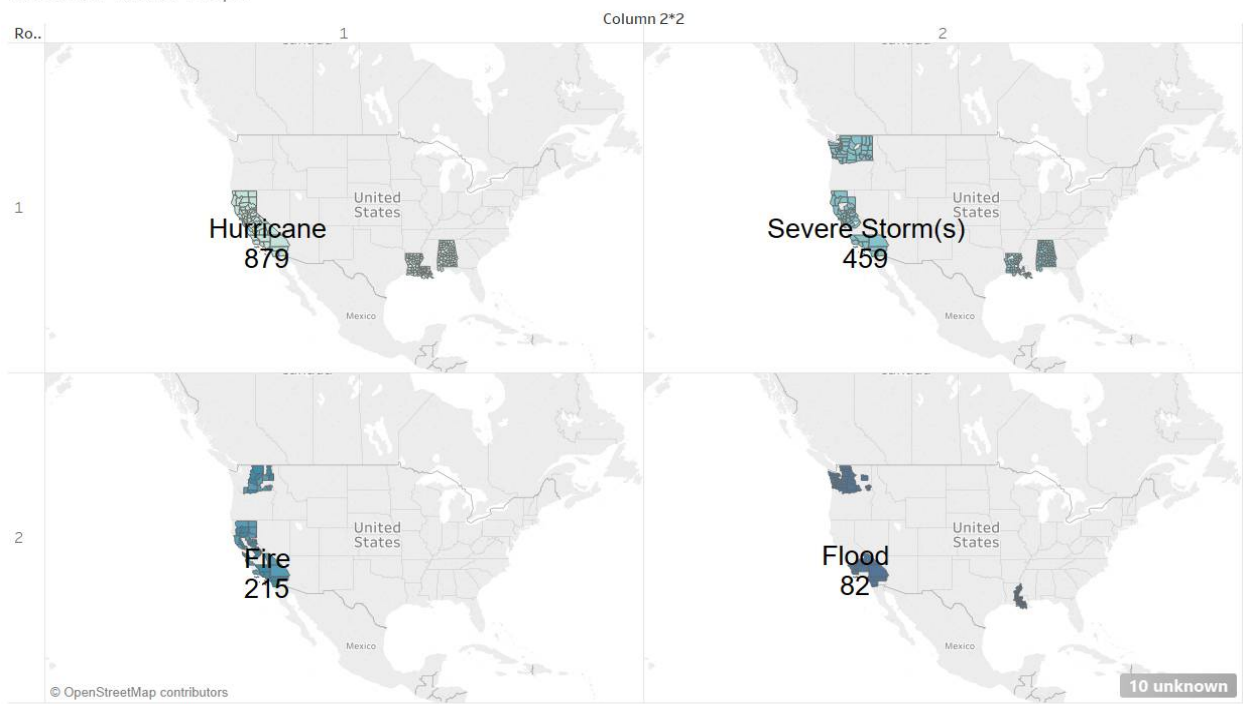 Column 2*2
Ro..
1
2
1
United
States
Hurricane
879
Mexico
United
States
Severe Storm(s)
459
Mexico
2
United
States
Fire
215
Mexico
© OpenStreetMap contributors
United
States
Flood
82
Mexico
10 unknown